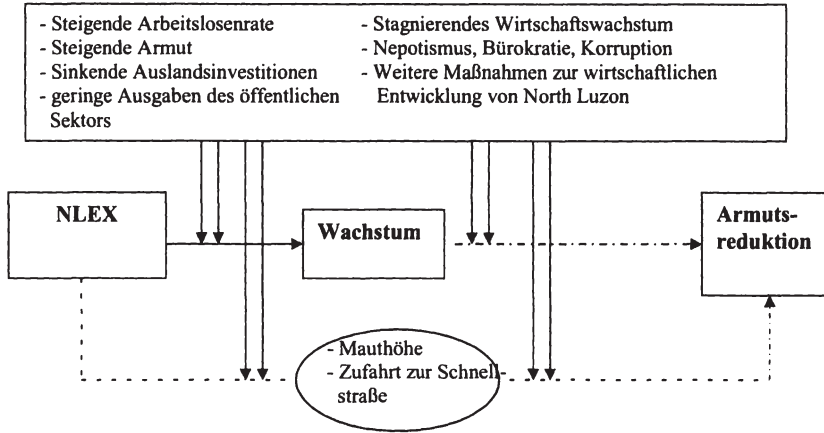 - Steigende Arbeitslosenrate
- Steigende Armut
- Sinkende Auslandsinvestitionen
- geringe Ausgaben des öffentlichen
Sektors
- Stagnierendes Wirtschaftswachstum
- Nepotismus, Bürokratie, Korruption
- Weitere Maßnahmen zur wirtschaftlichen
Entwicklung von North Luzon
NLEX
Wachstum
Armuts-
reduktion
- Mauthöhe
- Zufahrt zur Schnell-
straße